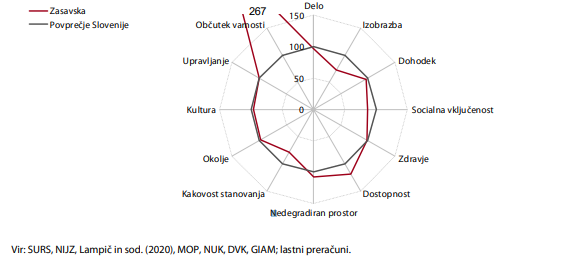 Zasavska
Povprečje Slovenije
267
Delo
150
Občutek varnosti
Izobrazba
100
Upravljanje
Dohodek
50
Kultura
0
Socialna vključenost
Okolje
Zdravje
Kakovost stanovanja
Dostopnost
Nedegradiran prostor
Vir: SURS, NIJZ, Lampič in sod. (2020), MOP, NUK, DVK, GIAM; lastni preračuni.